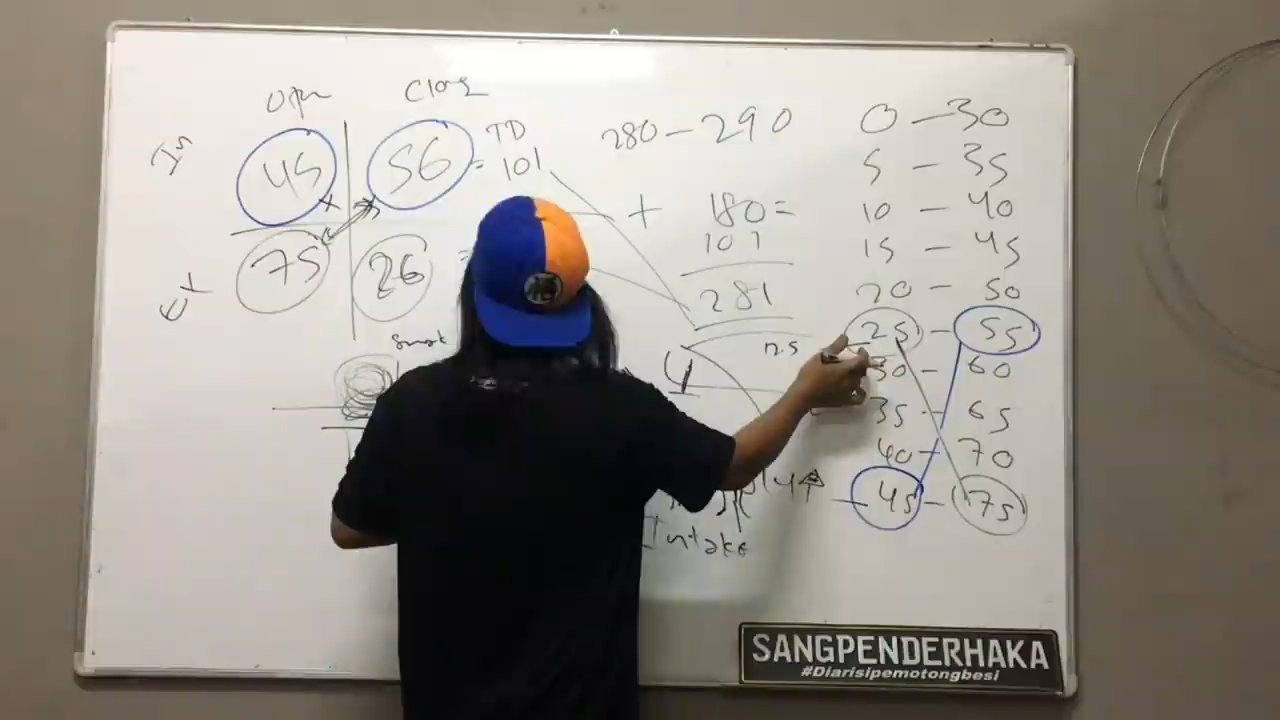 Open Close
In 45 56 = 101 TD
Ex 75 26 =
280 - 290
+ 180 =
101
281
4
12.5
Intake
0 - 30
5 - 35
10 - 40
15 - 45
20 - 50
25 - 55
30 - 60
35 - 65
40 - 70
45 - 75
SANGPENDERHAKA
#Diarisipemotongbesi